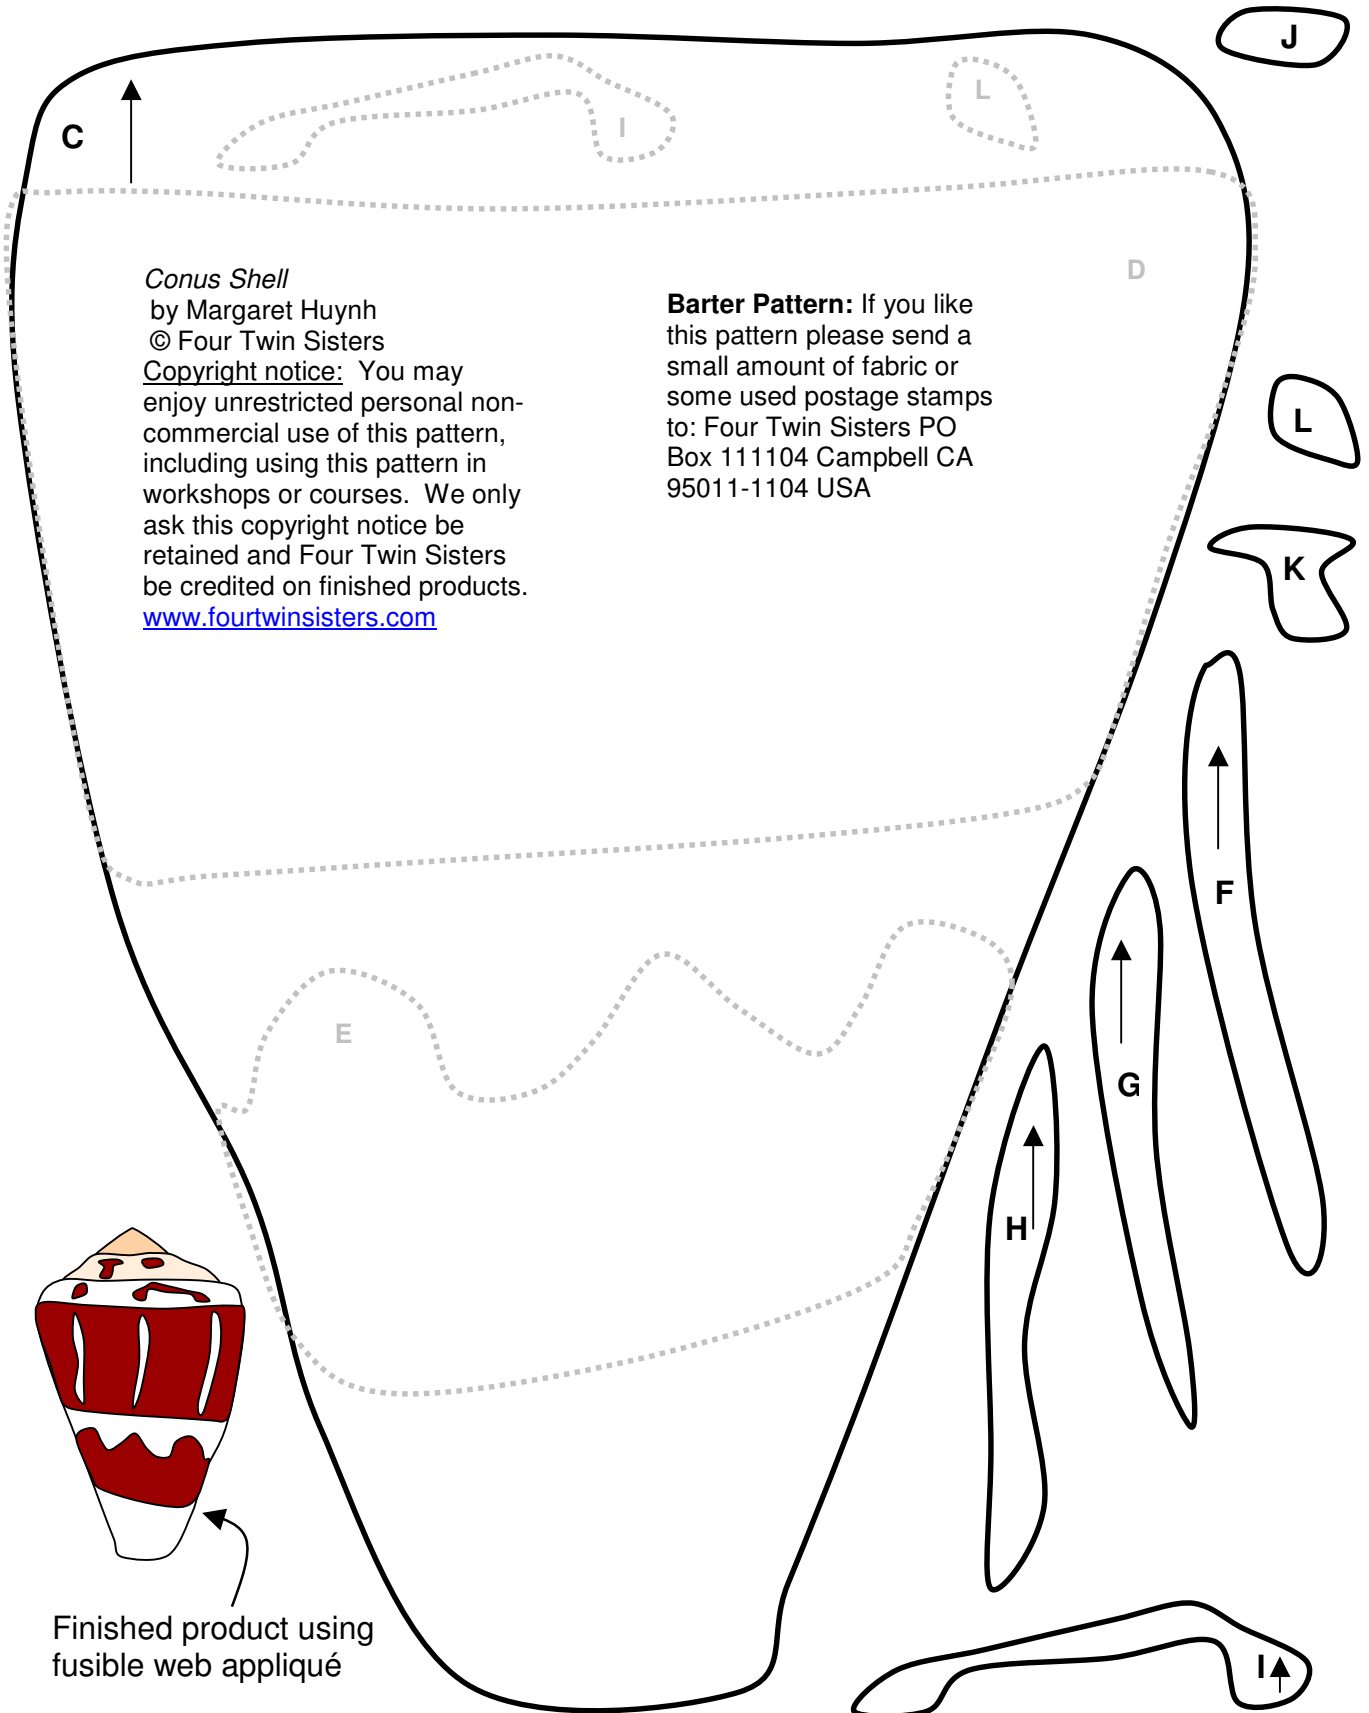 J
L
I
C
D
Conus Shell
by Margaret Huynh
© Four Twin Sisters
Copyright notice: You may
enjoy unrestricted personal non-
commercial use of this pattern,
including using this pattern in
workshops or courses. We only
ask this copyright notice be
retained and Four Twin Sisters
be credited on finished products.
www.fourtwinsisters.com
Barter Pattern: If you like
this pattern please send a
small amount of fabric or
some used postage stamps
to: Four Twin Sisters PO
Box 111104 Campbell CA
95011-1104 USA
L
K
F
E
G
H
Finished product using
fusible web appliqué
I